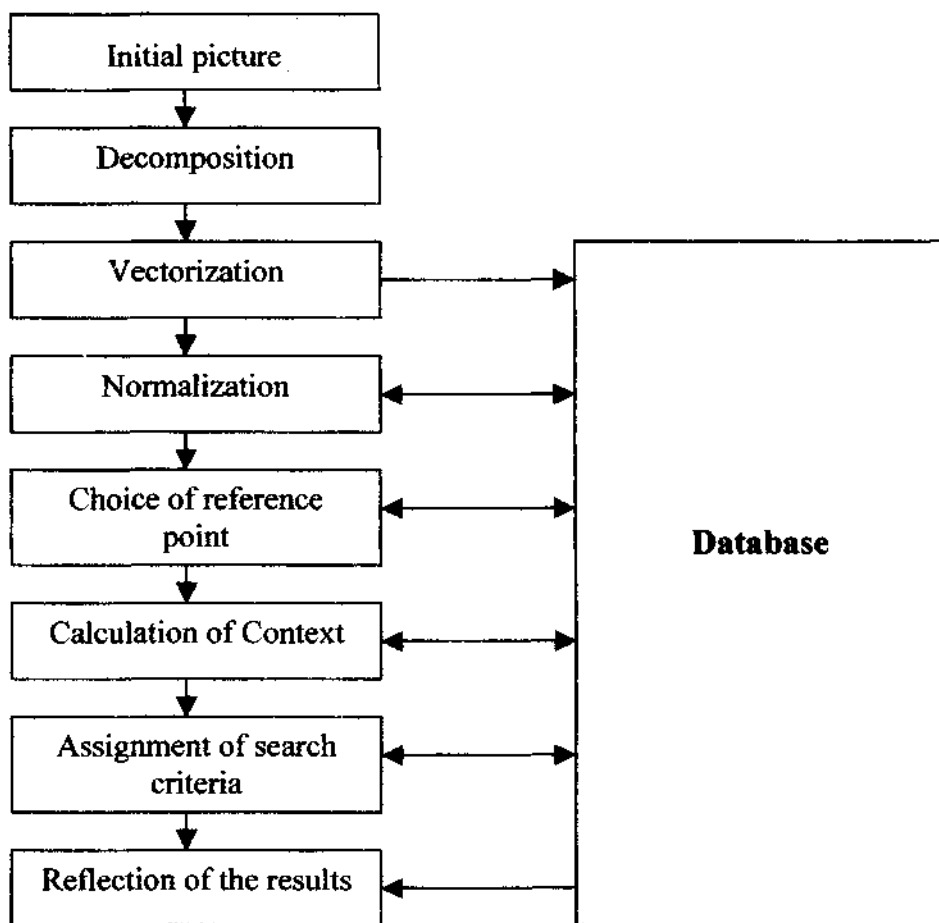 Initial picture
Decomposition
Vectorization
Normalization
Choice of reference
point
Calculation of Context
Assignment of search
criteria
Reflection of the results
Database